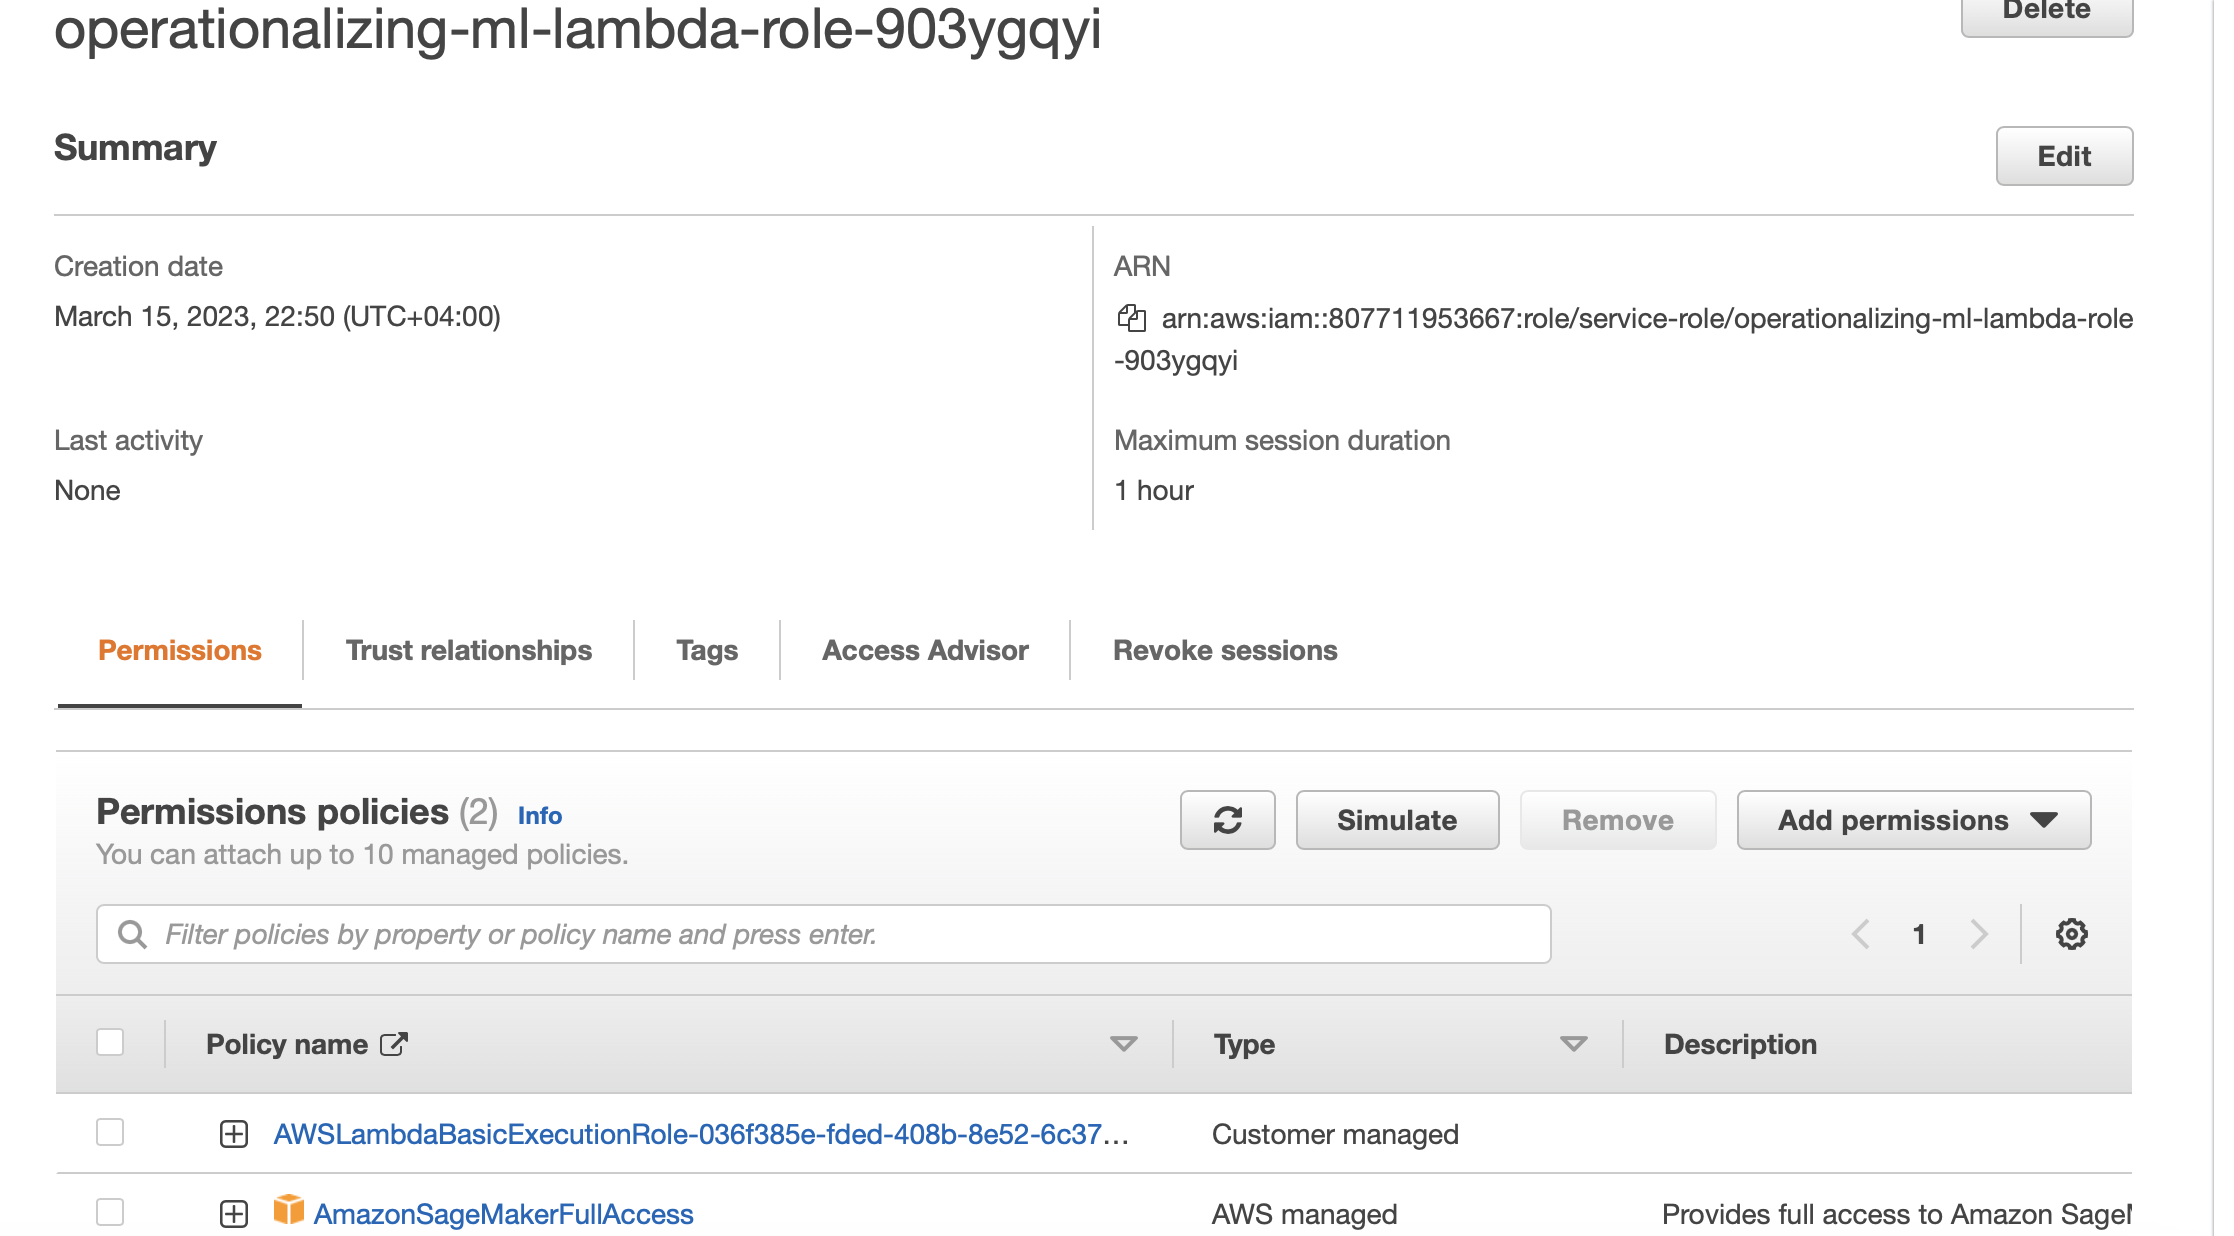 operationalizing-ml-lambda-role-903ygqyi
Delete
Summary
Edit
Creation date
March 15, 2023, 22:50 (UTC+04:00)
ARN
arn:aws:iam::807711953667:role/service-role/operationalizing-ml-lambda-role
-903ygqyi
Last activity
None
Maximum session duration
1 hour
Permissions
Trust relationships
Tags
Access Advisor
Revoke sessions
Permissions policies (2) Info
You can attach up to 10 managed policies.
Simulate
Remove
Add permissions
Filter policies by property or policy name and press enter.
1
Policy name
Type
Description
AWSLambdaBasicExecutionRole-036f385e-fded-408b-8e52-6c37...
Customer managed
AmazonSageMakerFullAccess
AWS managed
Provides full access to Amazon Sage